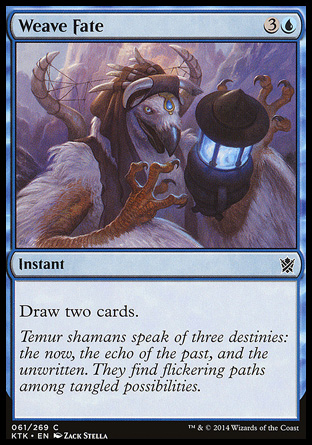 Weave Fate 3
Instant
Draw two cards.
Temur shamans speak of three destinies:
the now, the echo of the past, and the
unwritten. They find flickering paths
among tangled possibilities.
061/269 C
KTK • EN Zack Stella
™ & © 2014 Wizards of the Coast